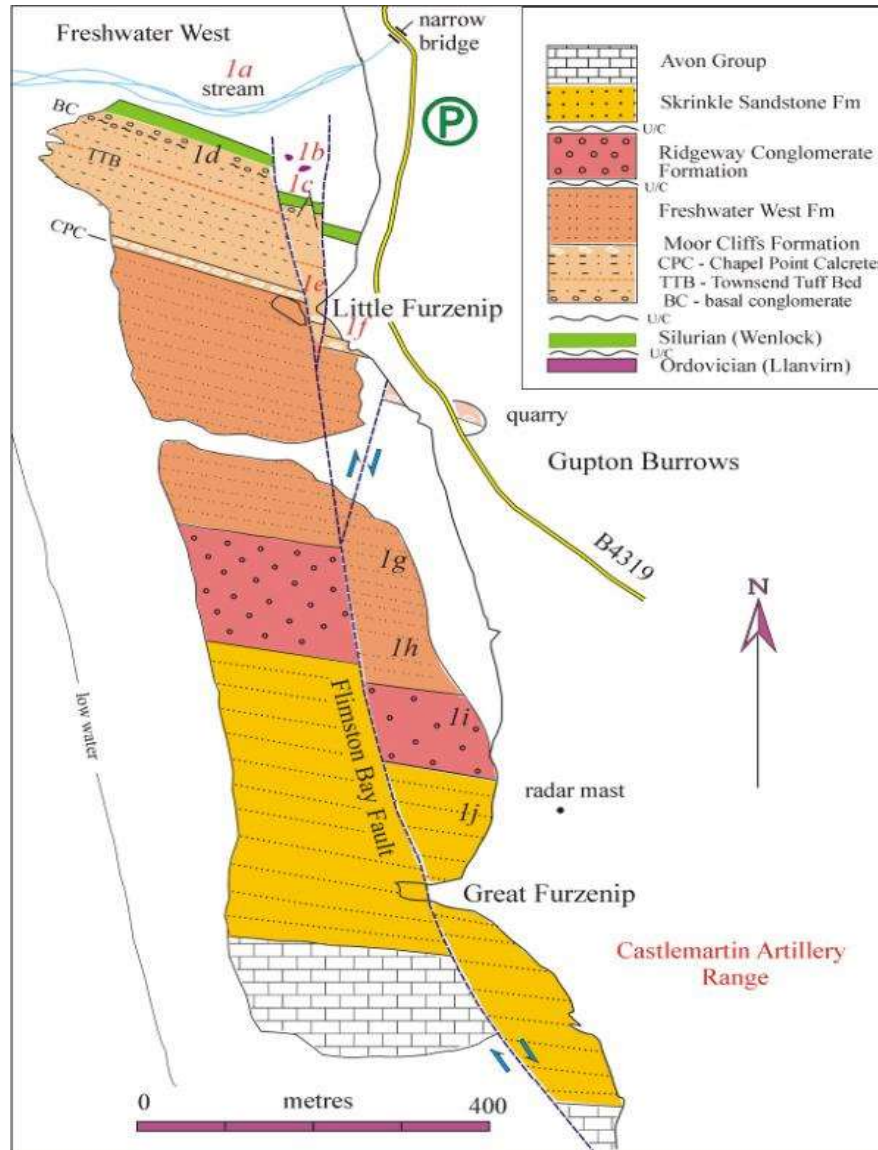 Freshwater West
narrow
bridge
1a
stream
BC
P
1d
1b
TTB
1c
CPC
1e
Little Furzenip
1f
quarry
Gupton Burrows
B4319
N
1g
1h
Flimston Bay Fault
1i
low water
radar mast
1j
Great Furzenip
Castlemartin Artillery
Range
0
metres
400
Avon Group
Skrinkle Sandstone Fm
U/C
Ridgeway Conglomerate
Formation
U/C
Freshwater West Fm
Moor Cliffs Formation
CPC - Chapel Point Calcretes
TTB - Townsend Tuff Bed
BC - basal conglomerate
U/C
Silurian (Wenlock)
U/C
Ordovician (Llanvirn)